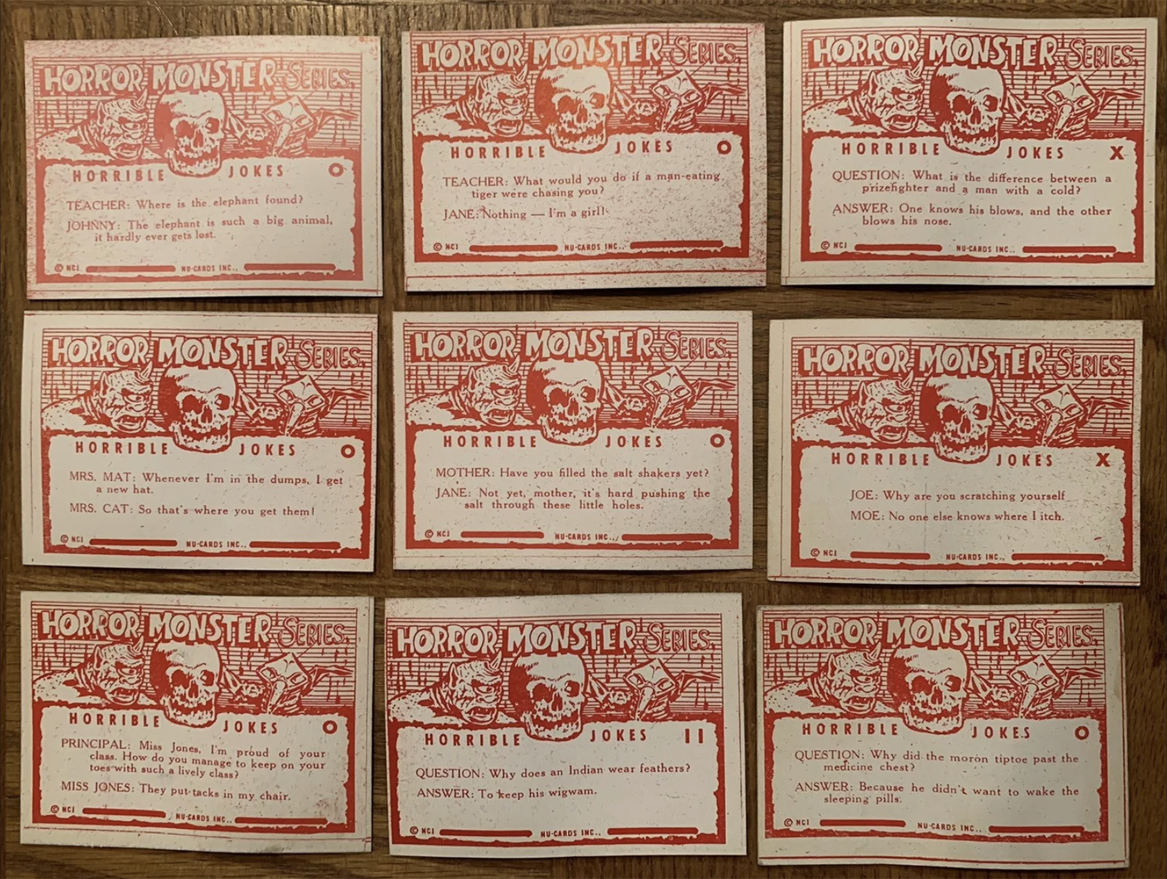 HORROR MONSTER SERIES.
HORRIBLE JOKES O
TEACHER: Where is the elephant found?
JOHNNY: The elephant is such a big animal,
it hardly ever gets lost.
© NCI NU-CARDS INC..
HORROR MONSTER SERIES.
HORRIBLE JOKES O
TEACHER: What would you do if a man-eating
tiger were chasing you?
JANE: Nothing — I'm a girl!
© NCI NU-CARDS INC..
HORROR MONSTER SERIES.
HORRIBLE JOKES X
QUESTION: What is the difference between a
prizefighter and a man with a cold?
ANSWER: One knows his blows, and the other
blows his nose.
© NCI NU-CARDS INC..
HORROR MONSTER SERIES.
HORRIBLE JOKES O
MRS. MAT: Whenever I'm in the dumps, I get
a new hat.
MRS. CAT: So that's where you get them!
© NCI NU-CARDS INC..
HORROR MONSTER SERIES.
HORRIBLE JOKES O
MOTHER: Have you filled the salt shakers yet?
JANE: Not yet, mother, it's hard pushing the
salt through these little holes.
© NCI NU-CARDS INC..
HORROR MONSTER SERIES.
HORRIBLE JOKES X
JOE: Why are you scratching yourself
MOE: No one else knows where I itch.
© NCI NU-CARDS INC..
HORROR MONSTER SERIES.
HORRIBLE JOKES O
PRINCIPAL: Miss Jones, I'm proud of your
class. How do you manage to keep on your
toes with such a lively class?
MISS JONES: They put tacks in my chair.
© NCI NU-CARDS INC..
HORROR MONSTER SERIES.
HORRIBLE JOKES II
QUESTION: Why does an Indian wear feathers?
ANSWER: To keep his wigwam.
© NCI NU-CARDS INC..
HORROR MONSTER SERIES.
HORRIBLE JOKES O
QUESTION: Why did the moron tiptoe past the
medicine chest?
ANSWER: Because he didn't want to wake the
sleeping pills.
© NCI NU-CARDS INC..